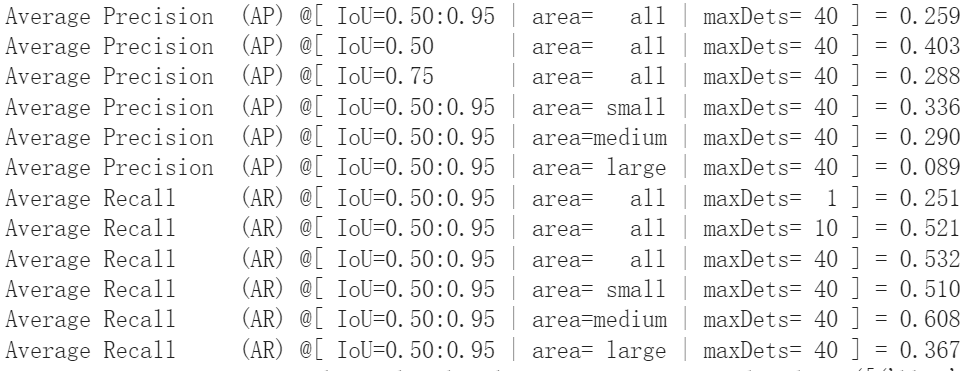 Average Precision  (AP) @[ IoU=0.50:0.95 | area=   all | maxDets= 40 ] = 0.259
Average Precision  (AP) @[ IoU=0.50      | area=   all | maxDets= 40 ] = 0.403
Average Precision  (AP) @[ IoU=0.75      | area=   all | maxDets= 40 ] = 0.288
Average Precision  (AP) @[ IoU=0.50:0.95 | area= small | maxDets= 40 ] = 0.336
Average Precision  (AP) @[ IoU=0.50:0.95 | area=medium | maxDets= 40 ] = 0.290
Average Precision  (AP) @[ IoU=0.50:0.95 | area= large | maxDets= 40 ] = 0.089
Average Recall     (AR) @[ IoU=0.50:0.95 | area=   all | maxDets=  1 ] = 0.251
Average Recall     (AR) @[ IoU=0.50:0.95 | area=   all | maxDets= 10 ] = 0.521
Average Recall     (AR) @[ IoU=0.50:0.95 | area=   all | maxDets= 40 ] = 0.532
Average Recall     (AR) @[ IoU=0.50:0.95 | area= small | maxDets= 40 ] = 0.510
Average Recall     (AR) @[ IoU=0.50:0.95 | area=medium | maxDets= 40 ] = 0.608
Average Recall     (AR) @[ IoU=0.50:0.95 | area= large | maxDets= 40 ] = 0.367